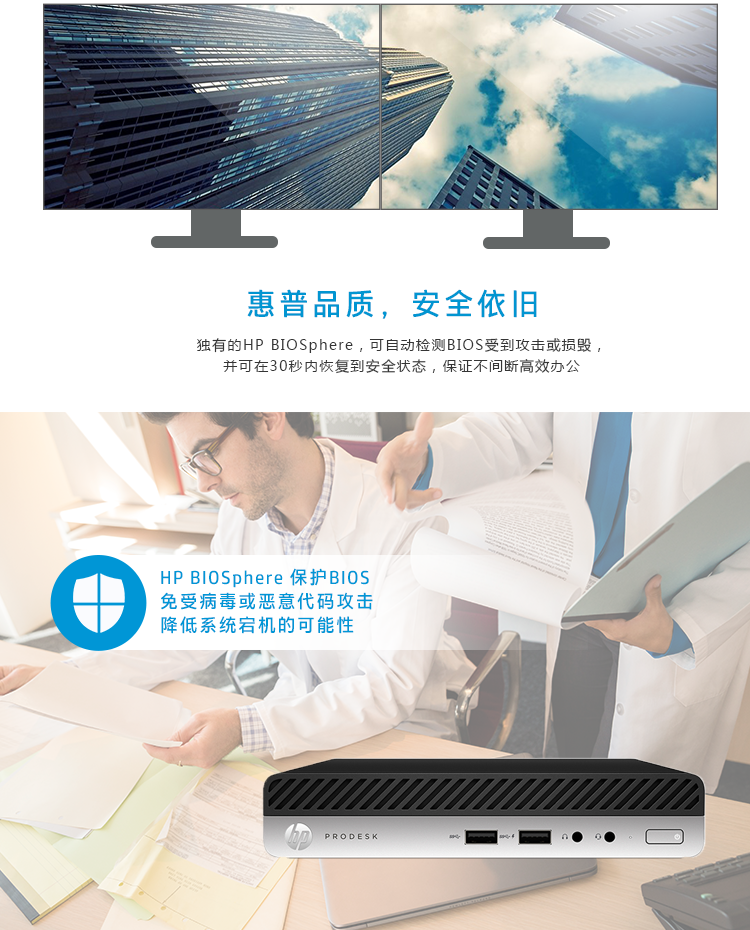 惠普品质，安全依旧
独有的HP BIOSphere，可自动检测BIOS受到攻击或损毁，
并可在30秒内恢复到安全状态，保证不间断高效办公
HP BIOSphere 保护BIOS
免受病毒或恶意代码攻击
降低系统宕机的可能性
hp PRODESK